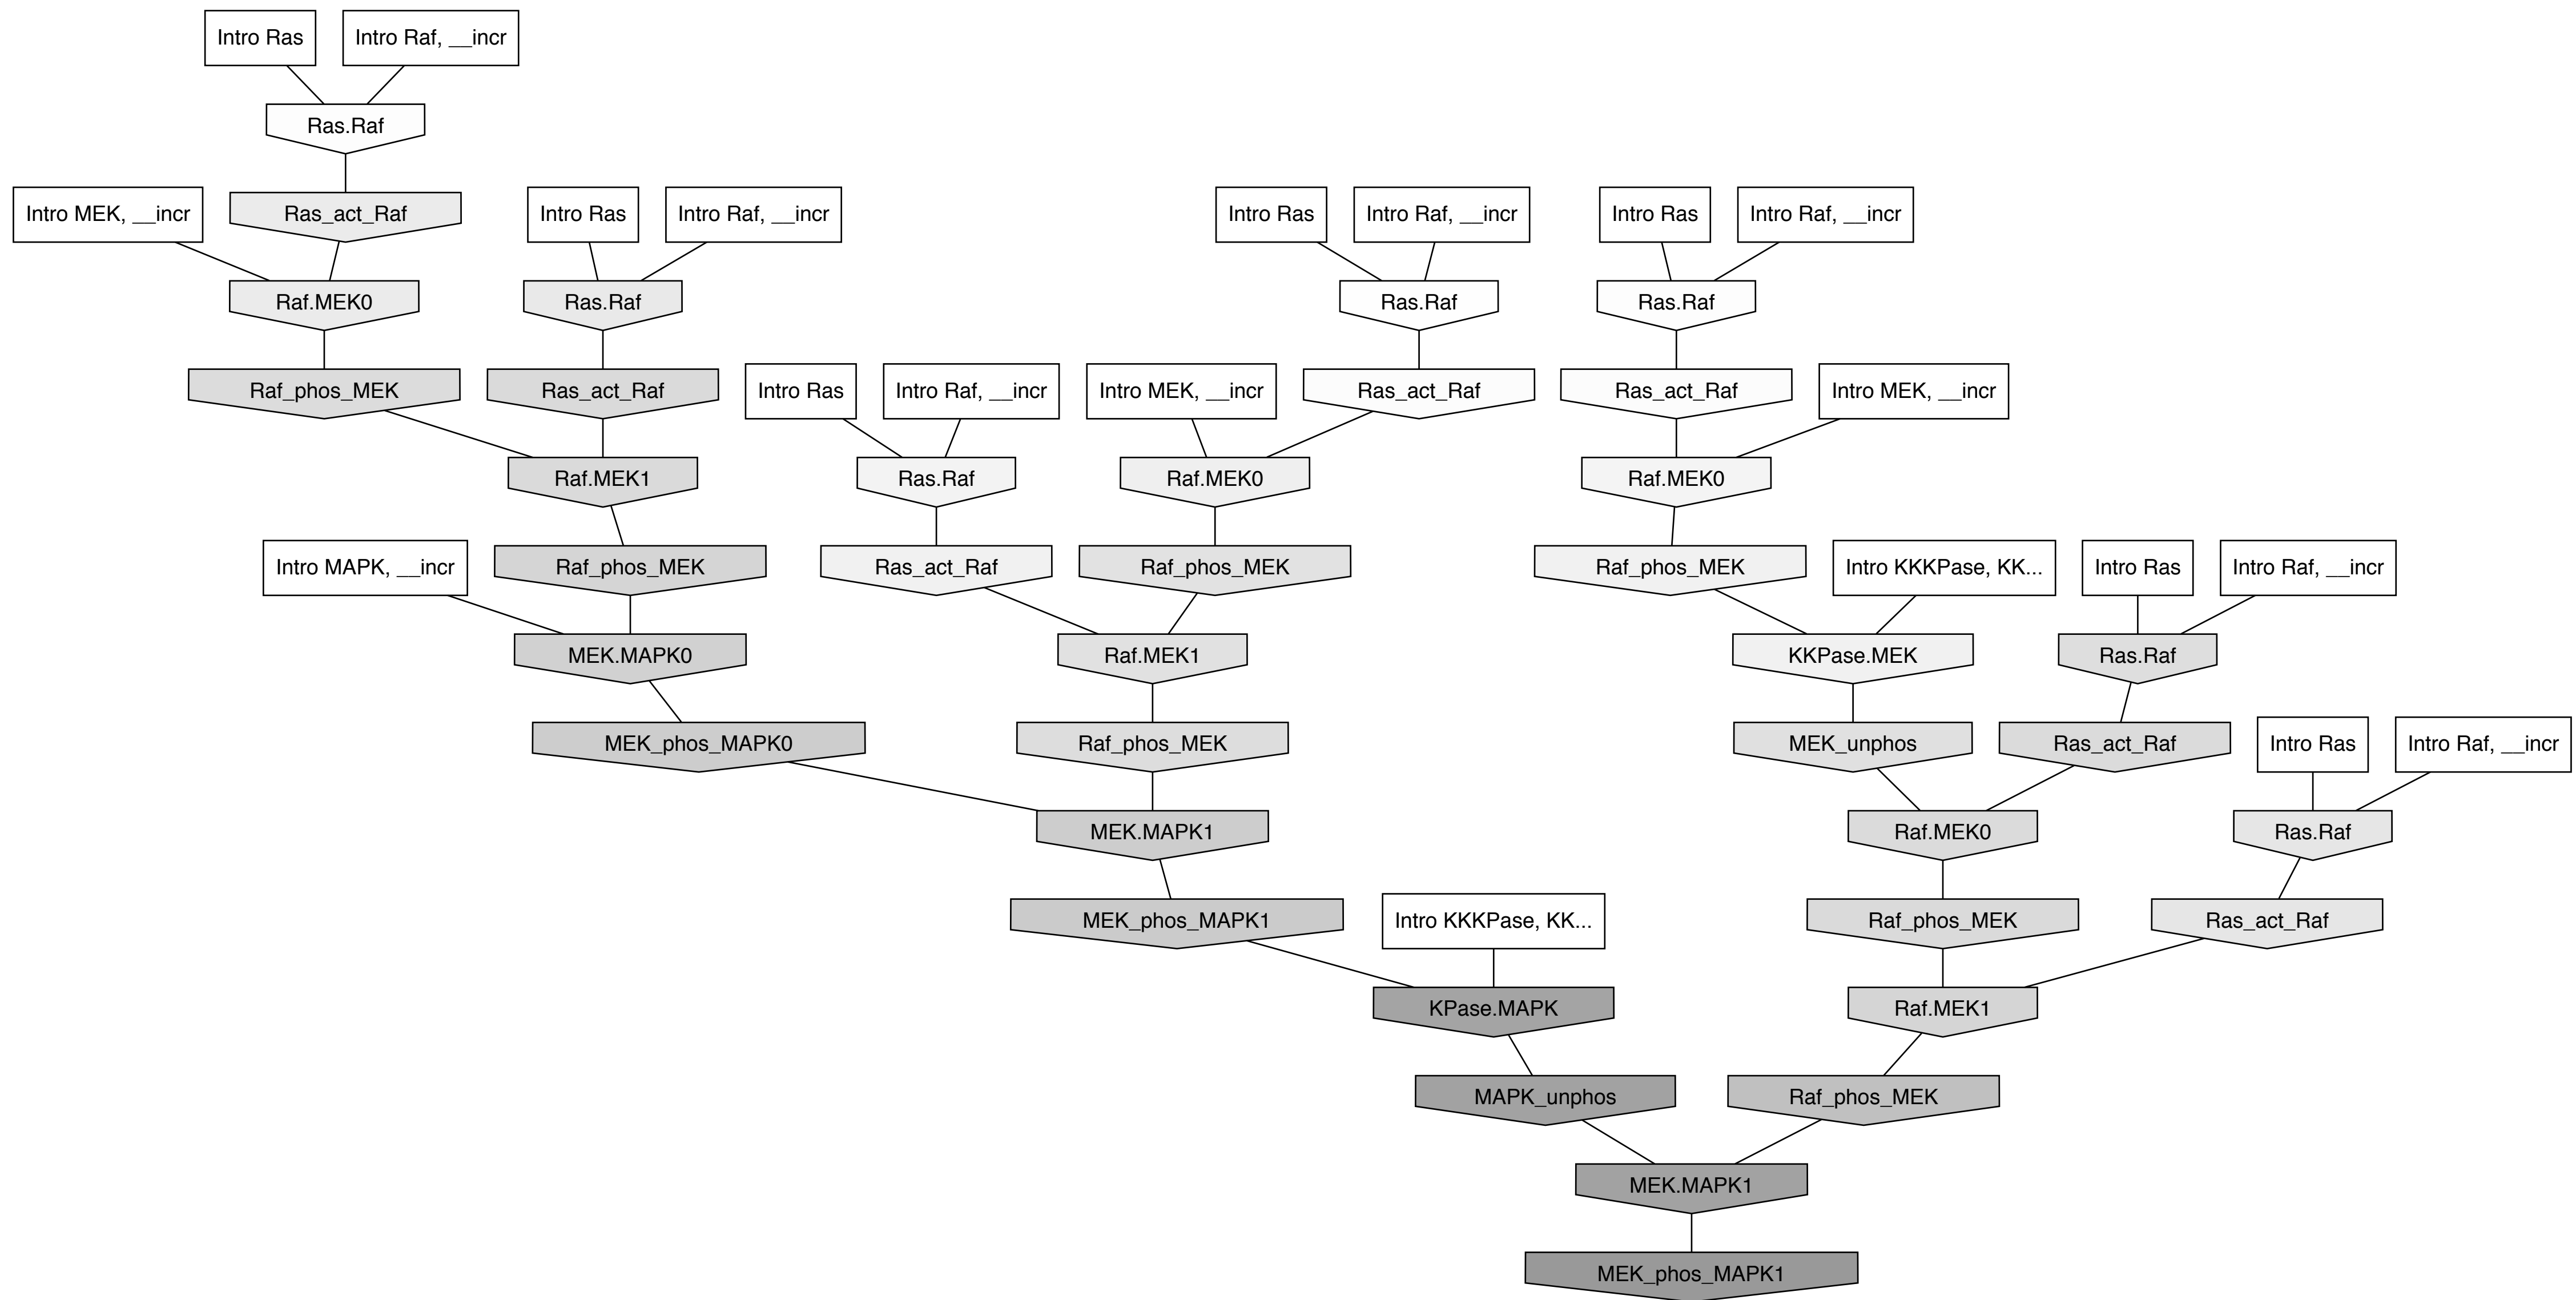 Intro Ras
Intro Raf, __incr
Ras.Raf
Intro MEK, __incr
Ras_act_Raf
Intro Ras
Intro Raf, __incr
Intro Ras
Intro Raf, __incr
Intro Ras
Intro Raf, __incr
Raf.MEK0
Ras.Raf
Ras.Raf
Ras.Raf
Raf_phos_MEK
Ras_act_Raf
Intro Ras
Intro Raf, __incr
Intro MEK, __incr
Ras_act_Raf
Ras_act_Raf
Intro MEK, __incr
Raf.MEK1
Ras.Raf
Raf.MEK0
Raf.MEK0
Intro MAPK, __incr
Raf_phos_MEK
Ras_act_Raf
Raf_phos_MEK
Raf_phos_MEK
Intro KKKPase, KK...
Intro Ras
Intro Raf, __incr
MEK.MAPK0
Raf.MEK1
KKPase.MEK
Ras.Raf
MEK_phos_MAPK0
Raf_phos_MEK
MEK_unphos
Ras_act_Raf
Intro Ras
Intro Raf, __incr
MEK.MAPK1
Raf.MEK0
Ras.Raf
MEK_phos_MAPK1
Intro KKKPase, KK...
Raf_phos_MEK
Ras_act_Raf
KPase.MAPK
Raf.MEK1
MAPK_unphos
Raf_phos_MEK
MEK.MAPK1
MEK_phos_MAPK1